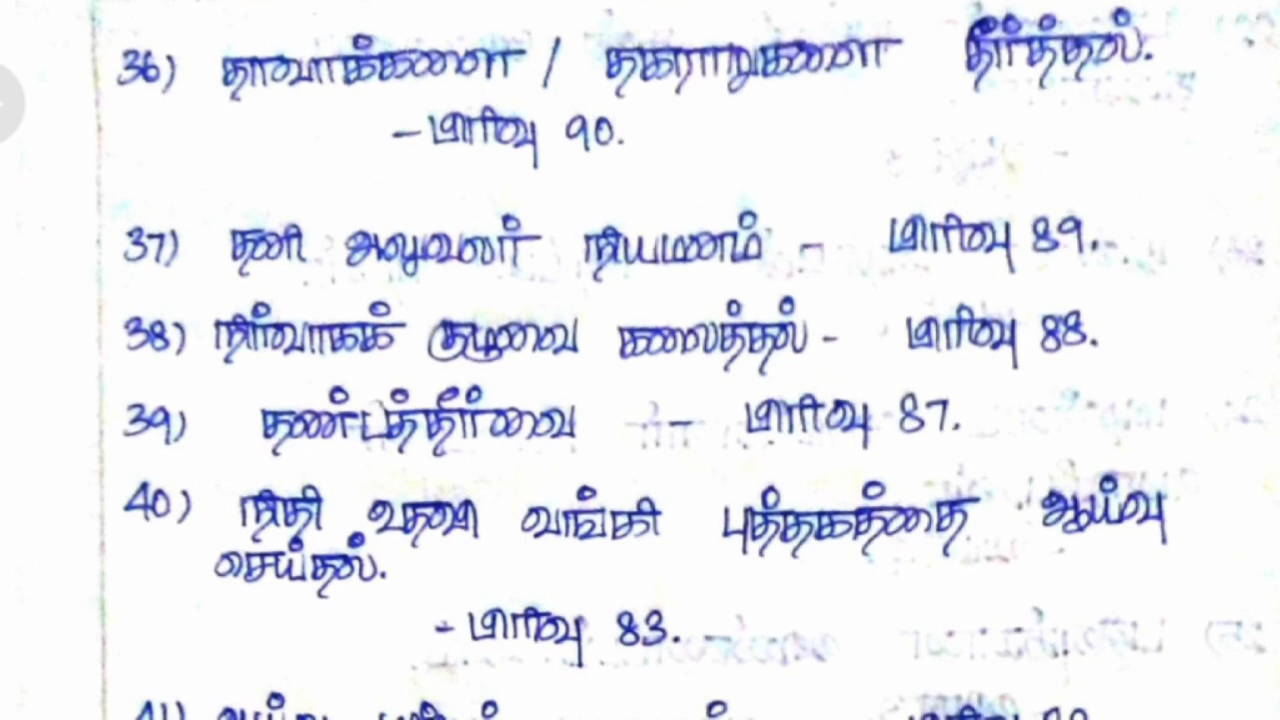 36) தாவாக்களை / தகராறுகளை தீர்த்தல்.
- பிரிவு 90.
37) தனி அலுவலர் நியமனம் - பிரிவு 89.
38) நிர்வாகக் குழுவை கலைத்தல் - பிரிவு 88.
39) தண்டத்தீர்வை - பிரிவு 87.
40) நிதி உதவி வங்கி புத்தகத்தை ஆய்வு
செய்தல்.
- பிரிவு 83.